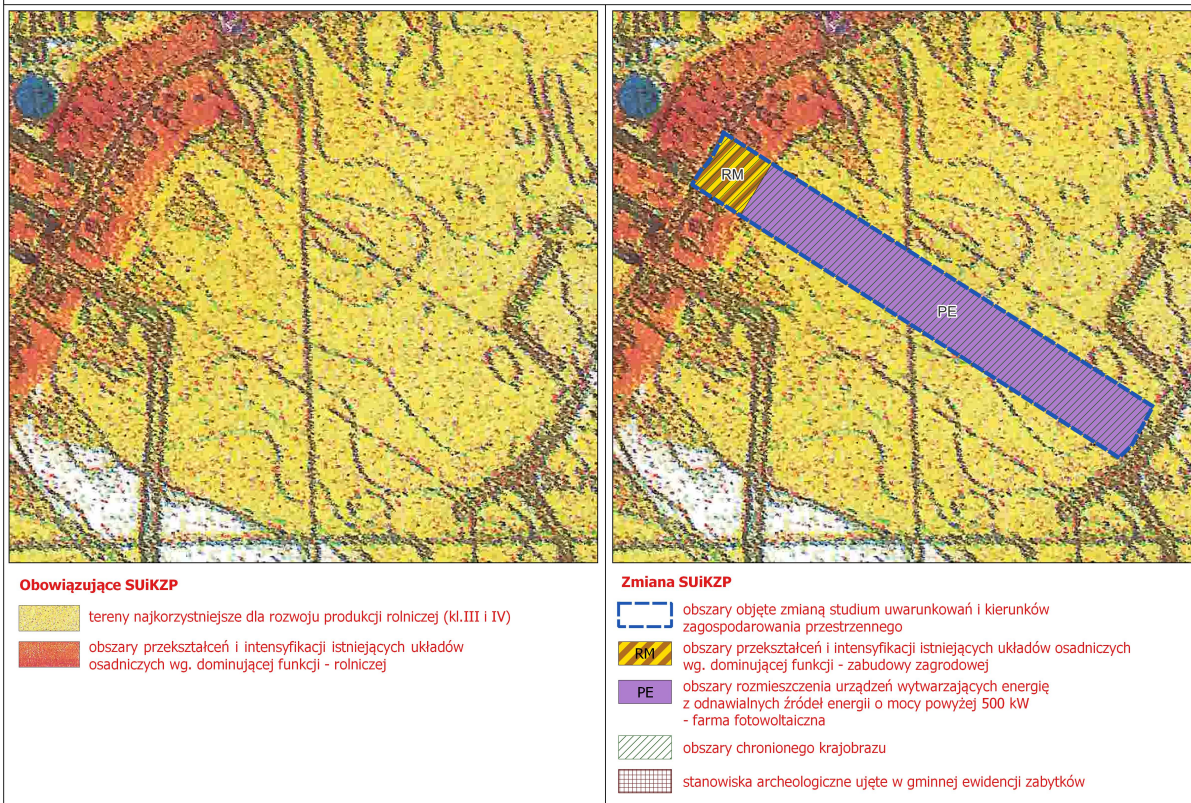 RM
PE
Obowiązujące SUiKZP
tereny najkorzystniejsze dla rozwoju produkcji rolniczej (kl.III i IV)
obszary przekształceń i intensyfikacji istniejących układów
osadniczych wg. dominującej funkcji - rolniczej
Zmiana SUiKZP
obszary objęte zmianą studium uwarunkowań i kierunków
zagospodarowania przestrzennego
RM
obszary przekształceń i intensyfikacji istniejących układów osadniczych
wg. dominującej funkcji - zabudowy zagrodowej
PE
obszary rozmieszczenia urządzeń wytwarzających energię
z odnawialnych źródeł energii o mocy powyżej 500 kW
- farma fotowoltaiczna
obszary chronionego krajobrazu
stanowiska archeologiczne ujęte w gminnej ewidencji zabytków